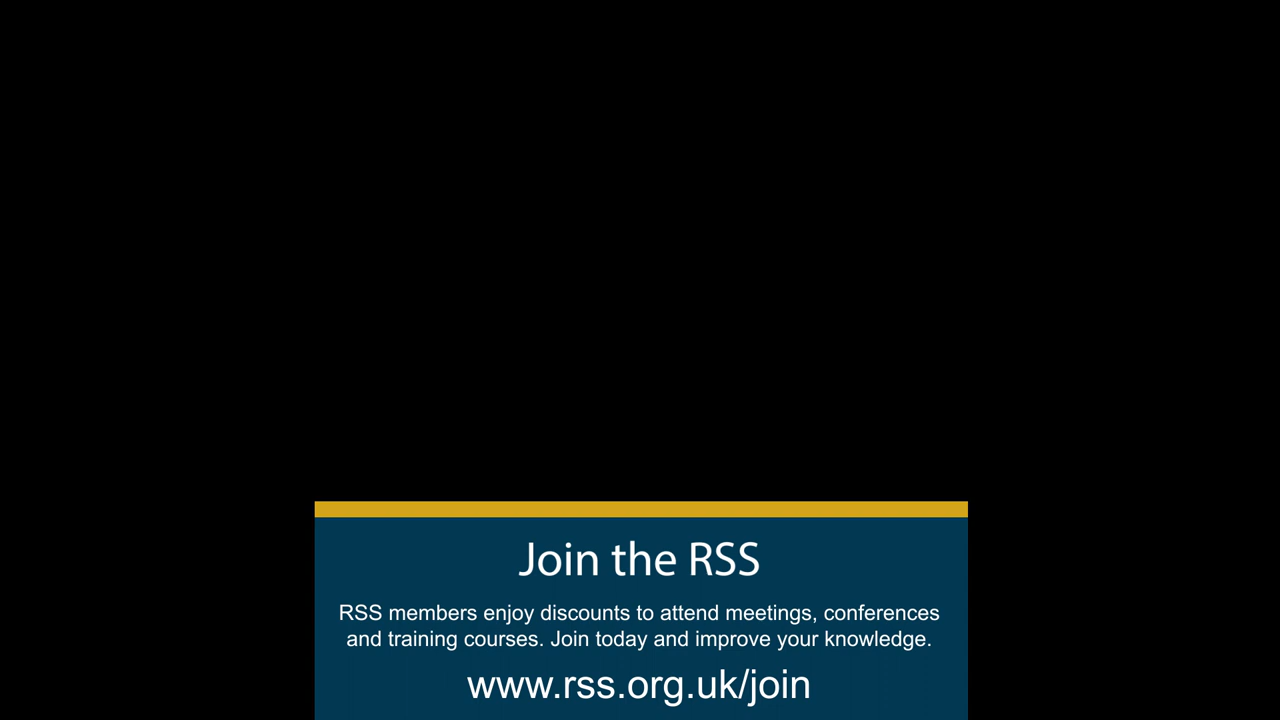 Join the RSS
RSS members enjoy discounts to attend meetings, conferences
and training courses. Join today and improve your knowledge.
www.rss.org.uk/join